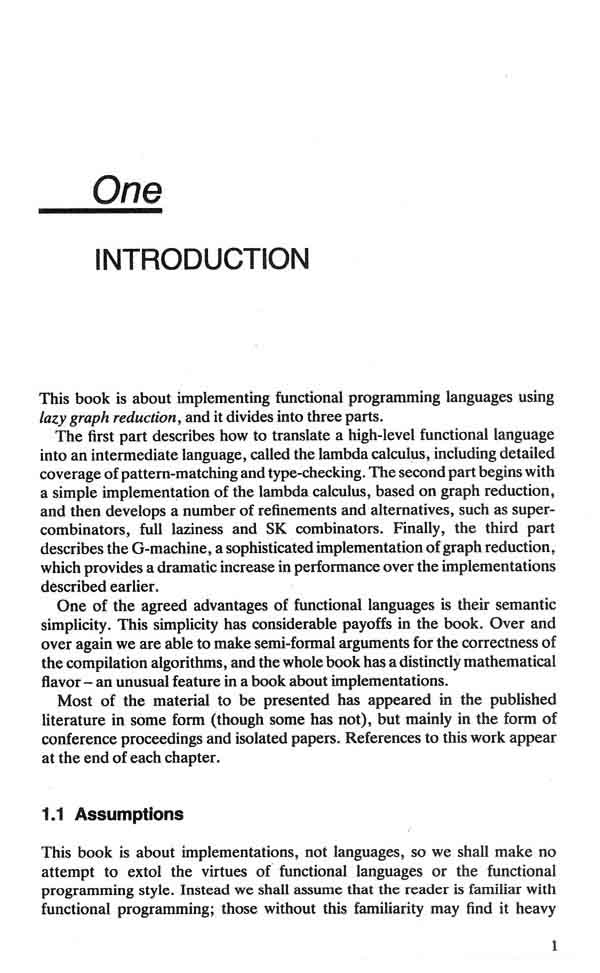 One
INTRODUCTION
This book is about implementing functional programming languages using
lazy graph reduction, and it divides into three parts.
The first part describes how to translate a high-level functional language
into an intermediate language, called the lambda calculus, including detailed
coverage of pattern-matching and type-checking. The second part begins with
a simple implementation of the lambda calculus, based on graph reduction,
and then develops a number of refinements and alternatives, such as super-
combinators, full laziness and SK combinators. Finally, the third part
describes the G-machine, a sophisticated implementation of graph reduction,
which provides a dramatic increase in performance over the implementations
described earlier.
One of the agreed advantages of functional languages is their semantic
simplicity. This simplicity has considerable payoffs in the book. Over and
over again we are able to make semi-formal arguments for the correctness of
the compilation algorithms, and the whole book has a distinctly mathematical
flavor – an unusual feature in a book about implementations.
Most of the material to be presented has appeared in the published
literature in some form (though some has not), but mainly in the form of
conference proceedings and isolated papers. References to this work appear
at the end of each chapter.
1.1 Assumptions
This book is about implementations, not languages, so we shall make no
attempt to extol the virtues of functional languages or the functional
programming style. Instead we shall assume that the reader is familiar with
functional programming; those without this familiarity may find it heavy
1